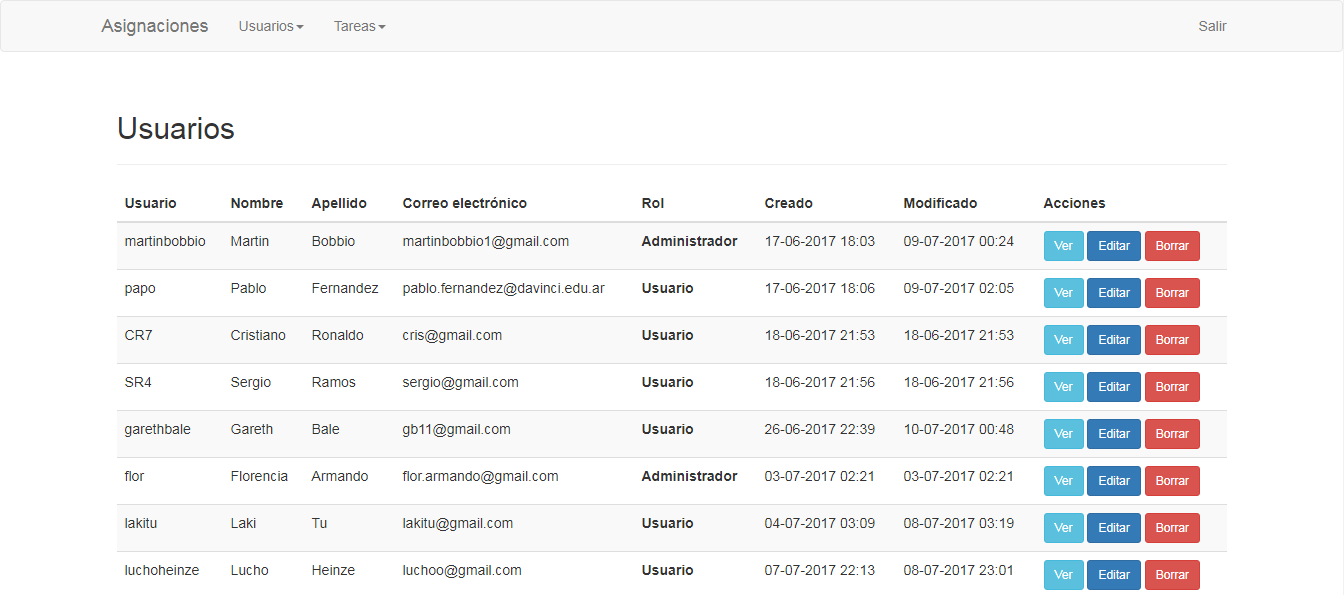 Asignaciones Usuarios Tareas Salir
Usuarios
Usuario Nombre Apellido Correo electrónico Rol Creado Modificado Acciones
martinbobbio Martin Bobbio martinbobbio1@gmail.com Administrador 17-06-2017 18:03 09-07-2017 00:24 Ver Editar Borrar
papo Pablo Fernandez pablo.fernandez@davinci.edu.ar Usuario 17-06-2017 18:06 09-07-2017 02:05 Ver Editar Borrar
CR7 Cristiano Ronaldo cris@gmail.com Usuario 18-06-2017 21:53 18-06-2017 21:53 Ver Editar Borrar
SR4 Sergio Ramos sergio@gmail.com Usuario 18-06-2017 21:56 18-06-2017 21:56 Ver Editar Borrar
garethbale Gareth Bale gb11@gmail.com Usuario 26-06-2017 22:39 10-07-2017 00:48 Ver Editar Borrar
flor Florencia Armando flor.armando@gmail.com Administrador 03-07-2017 02:21 03-07-2017 02:21 Ver Editar Borrar
lakitu Laki Tu lakitu@gmail.com Usuario 04-07-2017 03:09 08-07-2017 03:19 Ver Editar Borrar
luchoheinze Lucho Heinze luchoo@gmail.com Usuario 07-07-2017 22:13 08-07-2017 23:01 Ver Editar Borrar